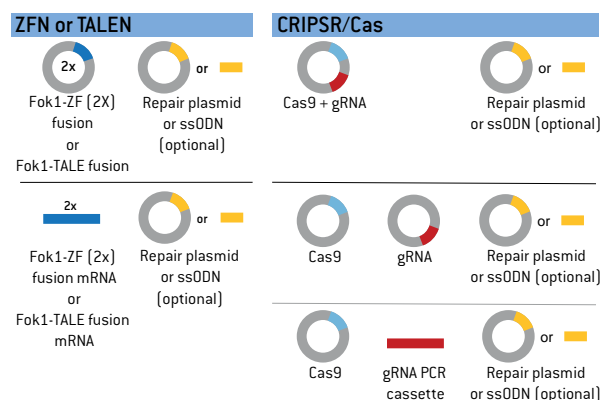 ZFN or TALEN
2x
or
Fok1-ZF (2X)
fusion
or
Fok1-TALE fusion
Repair plasmid
or ssODN
(optional)
2x
or
Fok1-ZF (2x)
fusion mRNA
or
Fok1-TALE fusion
mRNA
Repair plasmid
or ssODN
(optional)
CRIPSR/Cas
or
Cas9 + gRNA
Repair plasmid
or ssODN (optional)
or
Cas9
gRNA
Repair plasmid
or ssODN (optional)
or
Cas9
gRNA PCR
cassette
Repair plasmid
or ssODN (optional)